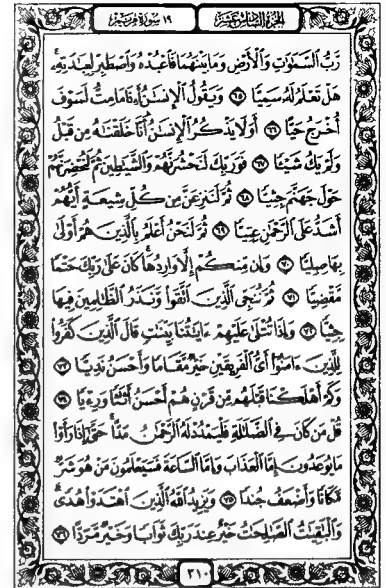 الجزء السادس عشر ١٩ سورة مريم
رَّبُّ السَّمَٰوَٰتِ وَالْأَرْضِ وَمَا بَيْنَهُمَا فَاعْبُدْهُ وَاصْطَبِرْ لِعِبَٰدَتِهِۦ
هَلْ تَعْلَمُ لَهُۥ سَمِيًّا ٦٥ وَيَقُولُ الْإِنسَٰنُ أَءِذَا مَا مِتُّ لَسَوْفَ
أُخْرَجُ حَيًّا ٦٦ أَوَلَا يَذْكُرُ الْإِنسَٰنُ أَنَّا خَلَقْنَٰهُ مِن قَبْلُ
وَلَمْ يَكُ شَيْـًٔا ٦٧ فَوَرَبِّكَ لَنَحْشُرَنَّهُمْ وَالشَّيَٰطِينَ ثُمَّ لَنُحْضِرَنَّهُمْ
حَوْلَ جَهَنَّمَ جِثِيًّا ٦٨ ثُمَّ لَنَنزِعَنَّ مِن كُلِّ شِيعَةٍ أَيُّهُمْ
أَشَدُّ عَلَى الرَّحْمَٰنِ عِتِيًّا ٦٩ ثُمَّ لَنَحْنُ أَعْلَمُ بِالَّذِينَ هُمْ أَوْلَىٰ
بِهَا صِلِيًّا ٧٠ وَإِن مِّنكُمْ إِلَّا وَارِدُهَا كَانَ عَلَىٰ رَبِّكَ حَتْمًا
مَّقْضِيًّا ٧١ ثُمَّ نُنَجِّي الَّذِينَ اتَّقَوا وَّنَذَرُ الظَّٰلِمِينَ فِيهَا
جِثِيًّا ٧٢ وَإِذَا تُتْلَىٰ عَلَيْهِمْ ءَايَٰتُنَا بَيِّنَٰتٍ قَالَ الَّذِينَ كَفَرُوا
لِلَّذِينَ ءَامَنُوا أَيُّ الْفَرِيقَيْنِ خَيْرٌ مَّقَامًا وَأَحْسَنُ نَدِيًّا ٧٣
وَكَمْ أَهْلَكْنَا قَبْلَهُم مِّن قَرْنٍ هُمْ أَحْسَنُ أَثَٰثًا وَرِءْيًا ٧٤
قُلْ مَن كَانَ فِي الضَّلَٰلَةِ فَلْيَمْدُدْ لَهُ الرَّحْمَٰنُ مَدًّا حَتَّىٰ إِذَا رَأَوْا
مَا يُوعَدُونَ إِمَّا الْعَذَابَ وَإِمَّا السَّاعَةَ فَسَيَعْلَمُونَ مَنْ هُوَ شَرٌّ
مَّكَانًا وَأَضْعَفُ جُندًا ٧٥ وَيَزِيدُ اللَّهُ الَّذِينَ اهْتَدَوْا هُدًى
وَالْبَٰقِيَٰتُ الصَّٰلِحَٰتُ خَيْرٌ عِندَ رَبِّكَ ثَوَابًا وَخَيْرٌ مَّرَدًّا ٧٦
٣١٠